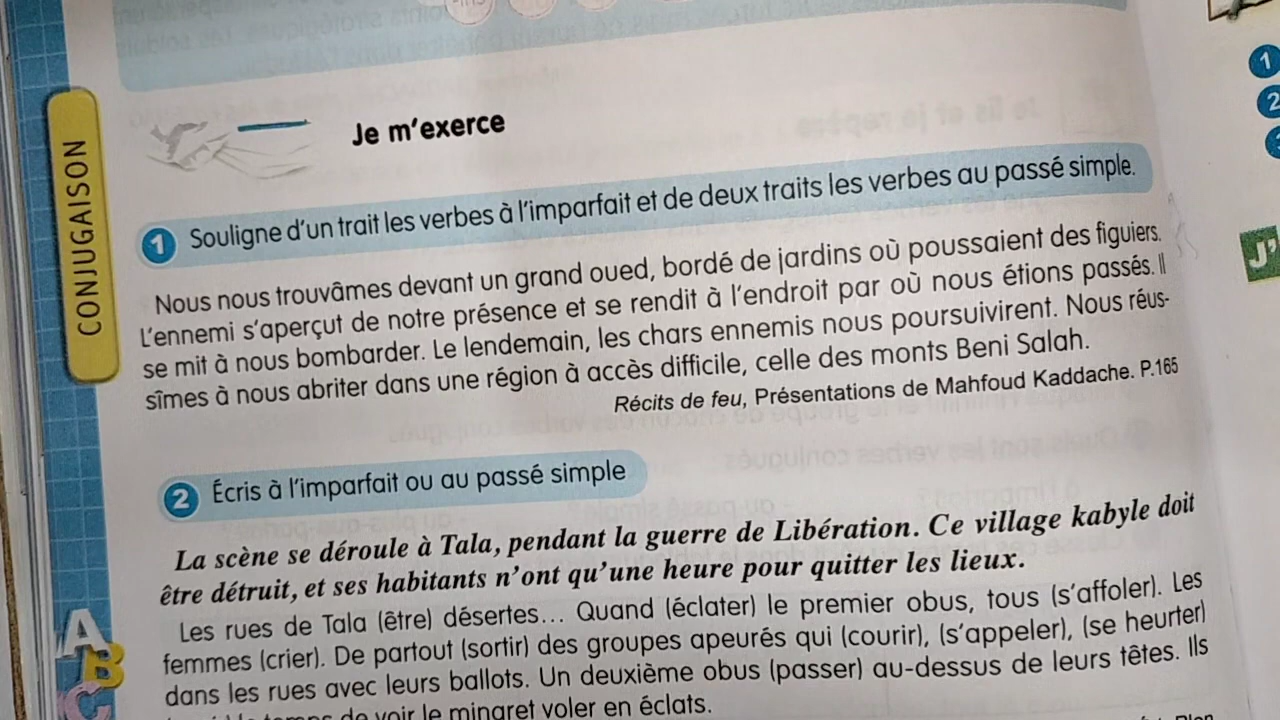 CONJUGAISON
Je m'exerce
1 Souligne d'un trait les verbes à l'imparfait et de deux traits les verbes au passé simple.
Nous nous trouvâmes devant un grand oued, bordé de jardins où poussaient des figuiers.
L'ennemi s'aperçut de notre présence et se rendit à l'endroit par où nous étions passés. Il
se mit à nous bombarder. Le lendemain, les chars ennemis nous poursuivirent. Nous réus-
sîmes à nous abriter dans une région à accès difficile, celle des monts Beni Salah.
Récits de feu, Présentations de Mahfoud Kaddache. P.165
2 Écris à l'imparfait ou au passé simple
La scène se déroule à Tala, pendant la guerre de Libération. Ce village kabyle doit
être détruit, et ses habitants n'ont qu'une heure pour quitter les lieux.
Les rues de Tala (être) désertes... Quand (éclater) le premier obus, tous (s'affoler). Les
femmes (crier). De partout (sortir) des groupes apeurés qui (courir), (s'appeler), (se heurter)
dans les rues avec leurs ballots. Un deuxième obus (passer) au-dessus de leurs têtes. Ils
de voir le minaret voler en éclats.
A
B
C
1
2
J'